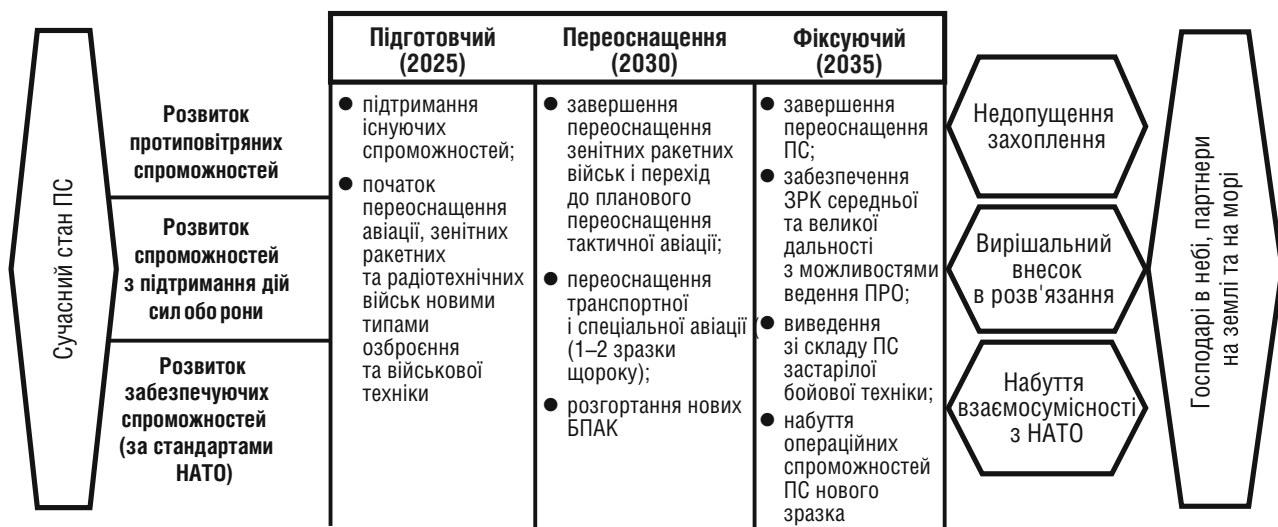 Сучасний стан ПС
Розвиток
протиповітряних
спроможностей
Розвиток
спроможностей
з підтримання дій
сил обо рони
Розвиток
забезпечуючих
спроможностей
(за стандартами
НАТО)
Підготовчий
(2025)
● підтримання
існуючих
спроможностей;
● початок
переоснащення
авіації, зенітних
ракетних
та радіотехнічних
військ новими
типами
озброєння
та військової
техніки
Переоснащення
(2030)
● завершення
переоснащення
зенітних ракетних
військ і перехід
до планового
переоснащення
тактичної авіації;
● переоснащення
транспортної
і спеціальної авіації (
(1–2 зразки
щороку);
● розгортання нових
БПАК
Фіксуючий
(2035)
● завершення
переоснащення
ПС;
● забезпечення
ЗРК середньої
та великої
дальності
з можливостями
ведення ПРО;
● виведення
зі складу ПС
застарілої
бойової техніки;
● набуття
операційних
спроможностей
ПС нового
зразка
Недопущення
захоплення
Вирішальний
внесок
в розв'язання
Набуття
взаємосумісності
з НАТО
Господарі в небі, партнери
на землі та на морі